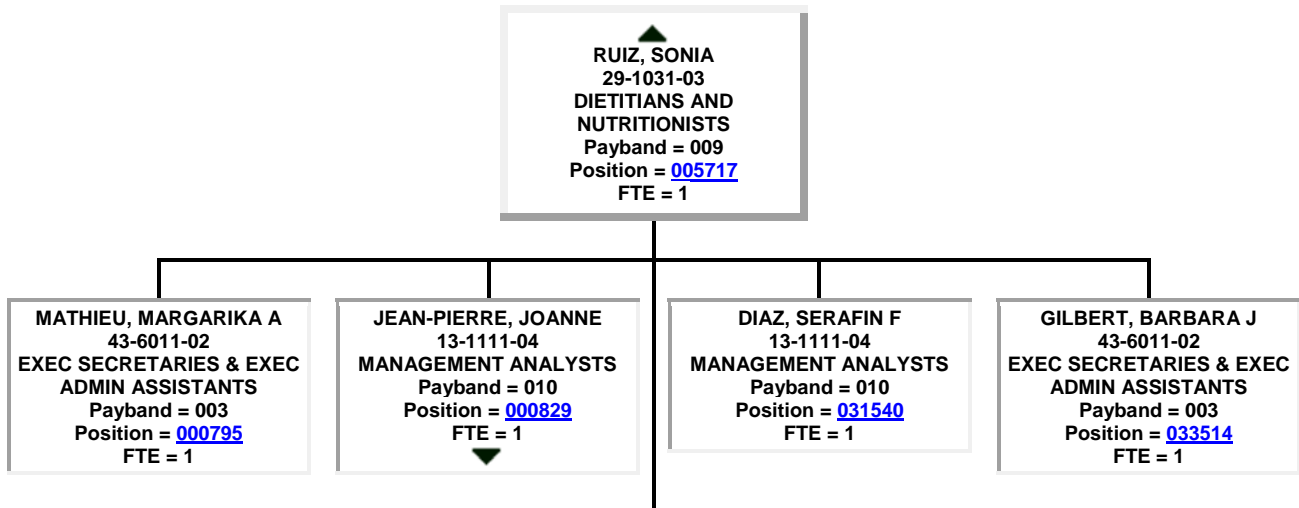 RUIZ, SONIA
29-1031-03
DIETITIANS AND
NUTRITIONISTS
Payband = 009
Position = 005717
FTE = 1
MATHIEU, MARGARIKA A
43-6011-02
EXEC SECRETARIES & EXEC
ADMIN ASSISTANTS
Payband = 003
Position = 000795
FTE = 1
JEAN-PIERRE, JOANNE
13-1111-04
MANAGEMENT ANALYSTS
Payband = 010
Position = 000829
FTE = 1
DIAZ, SERAFIN F
13-1111-04
MANAGEMENT ANALYSTS
Payband = 010
Position = 031540
FTE = 1
GILBERT, BARBARA J
43-6011-02
EXEC SECRETARIES & EXEC
ADMIN ASSISTANTS
Payband = 003
Position = 033514
FTE = 1